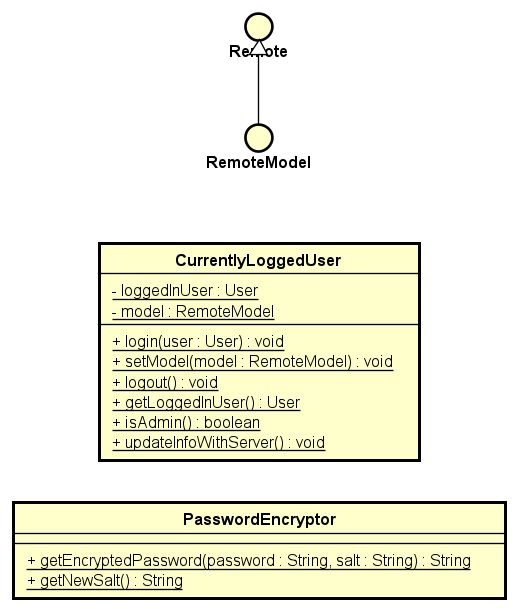 Remote
RemoteModel
CurrentlyLoggedUser
- loggedInUser : User
- model : RemoteModel
+ login(user : User) : void
+ setModel(model : RemoteModel) : void
+ logout() : void
+ getLoggedInUser() : User
+ isAdmin() : boolean
+ updateInfoWithServer() : void
PasswordEncryptor
+ getEncryptedPassword(password : String, salt : String) : String
+ getNewSalt() : String